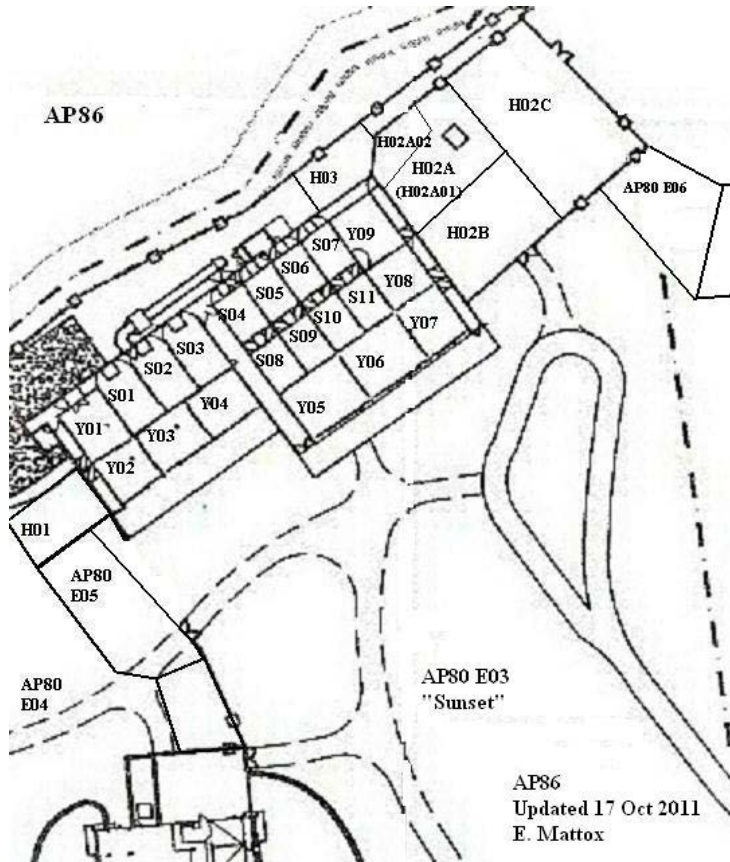 AP86
H02C
H02A02
H02A
(H02A01)
H03
AP80 E06
H02B
S07
Y09
S06
S05
S04
Y08
S11
S10
S09
S08
Y07
Y06
Y05
S03
S02
S01
Y04
Y03*
Y01*
Y02*
H01
AP80
E05
AP80
E04
AP80 E03
"Sunset"
AP86
Updated 17 Oct 2011
E. Mattox